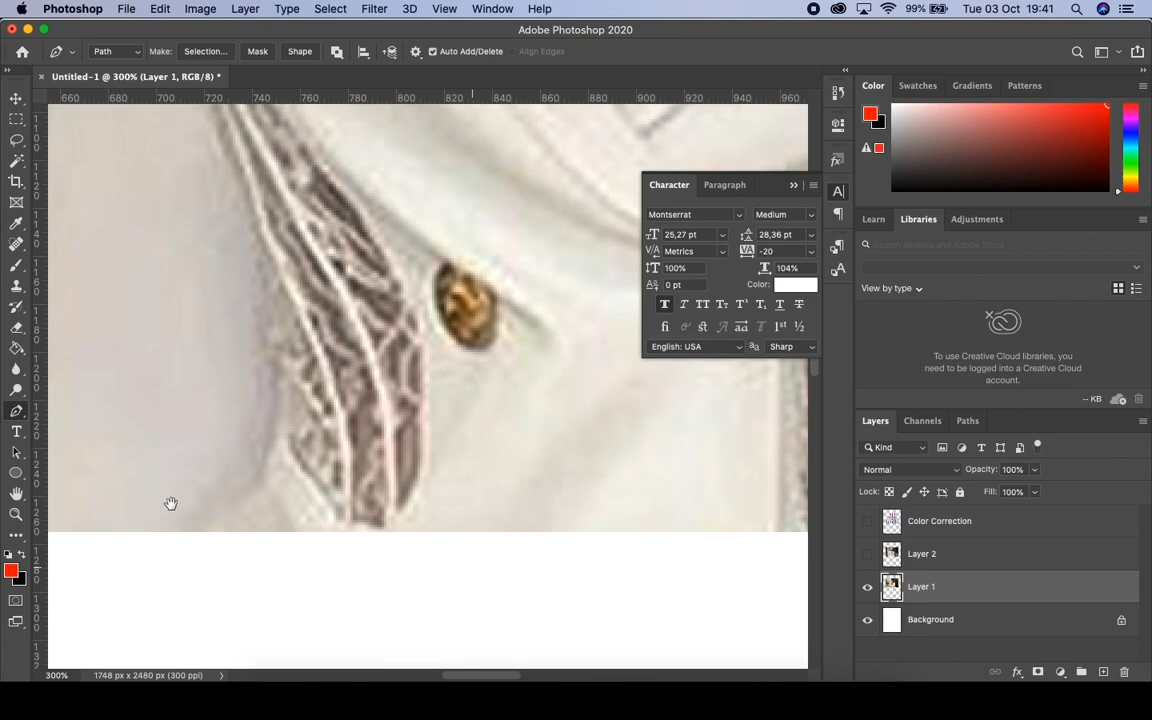 Photoshop File Edit Image Layer Type Select Filter 3D View Window Help 99% Tue 03 Oct 19:41
Adobe Photoshop 2020
Path Make: Selection... Mask Shape Auto Add/Delete Align Edges
× Untitled-1 @ 300% (Layer 1, RGB/8) *
660 680 700 720 740 760 780 800 820 840 860 880 900 920 940 960
Color Swatches Gradients Patterns
Character Paragraph
Montserrat Medium
25,27 pt 28,36 pt
Metrics -20
100% 104%
0 pt Color:
English: USA Sharp
Learn Libraries Adjustments
Search libraries and Adobe Stock
View by type
To use Creative Cloud libraries, you
need to be logged into a Creative Cloud
account.
-- KB
Layers Channels Paths
Kind
Normal Opacity: 100%
Lock: Fill: 100%
Color Correction
Layer 2
Layer 1
Background
300% 1748 px x 2480 px (300 ppi)